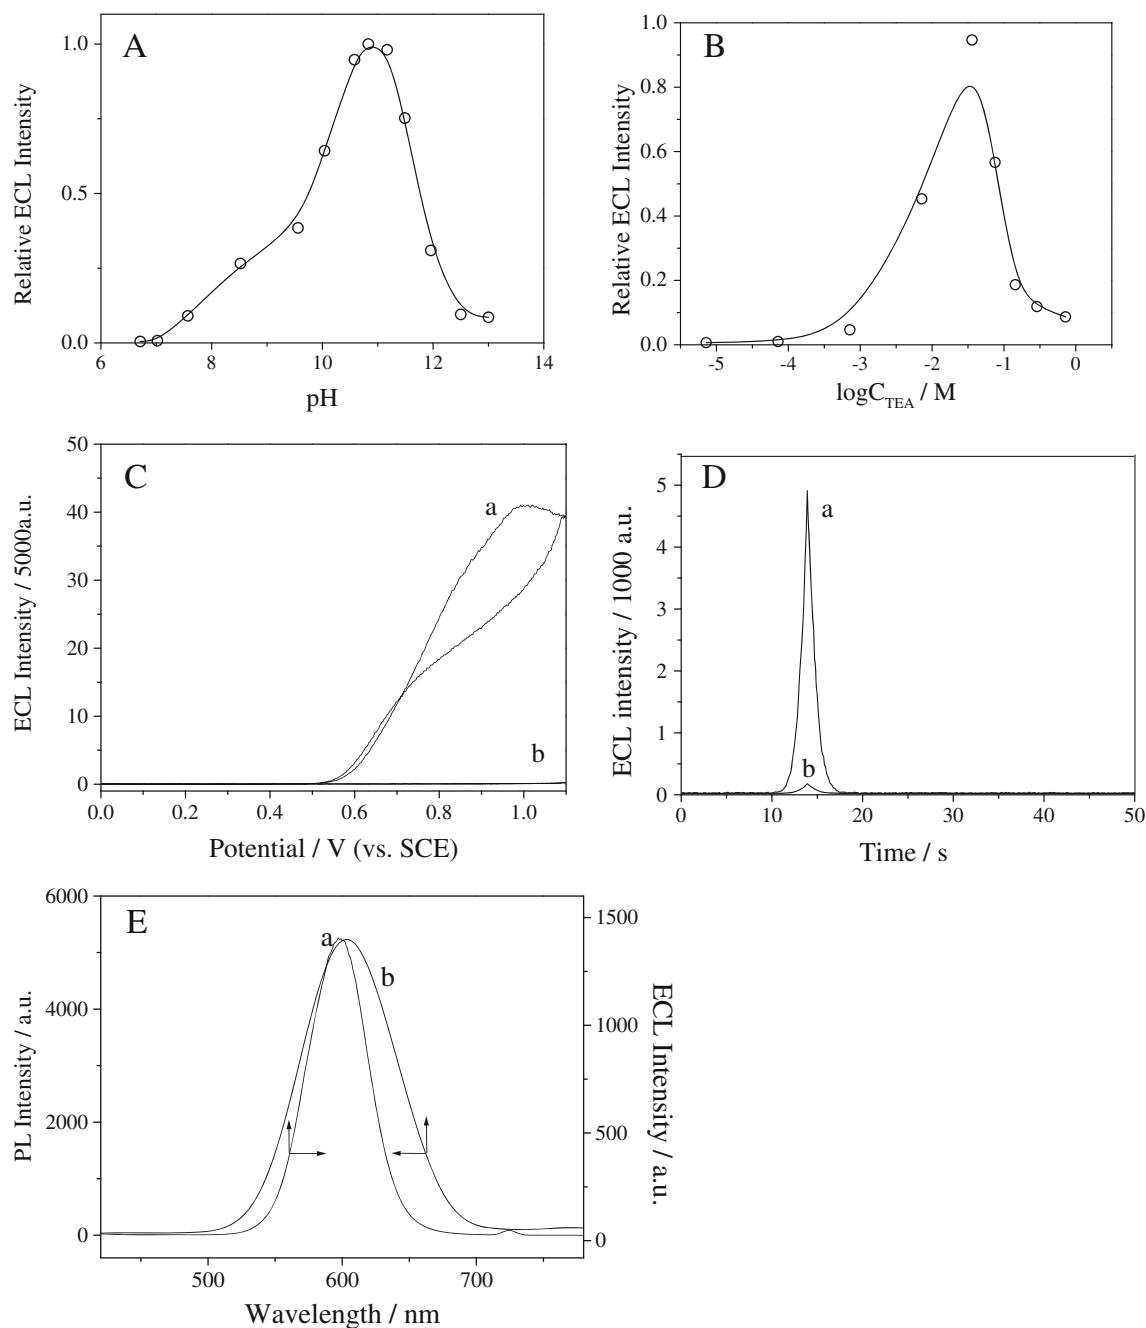 A
1.0
0.5
0.0
6 8 10 12 14
pH
Relative ECL Intensity
B
1.0
0.8
0.6
0.4
0.2
0.0
-5 -4 -3 -2 -1 0
logC_TEA / M
Relative ECL Intensity
C
a
b
50
40
30
20
10
0
0.0 0.2 0.4 0.6 0.8 1.0
Potential / V (vs. SCE)
ECL Intensity / 5000a.u.
D
a
b
5
4
3
2
1
0
0 10 20 30 40 50
Time / s
ECL intensity / 1000 a.u.
E
a
b
6000
4000
2000
0
500 600 700
Wavelength / nm
PL Intensity / a.u.
1500
1000
500
0
ECL Intensity / a.u.